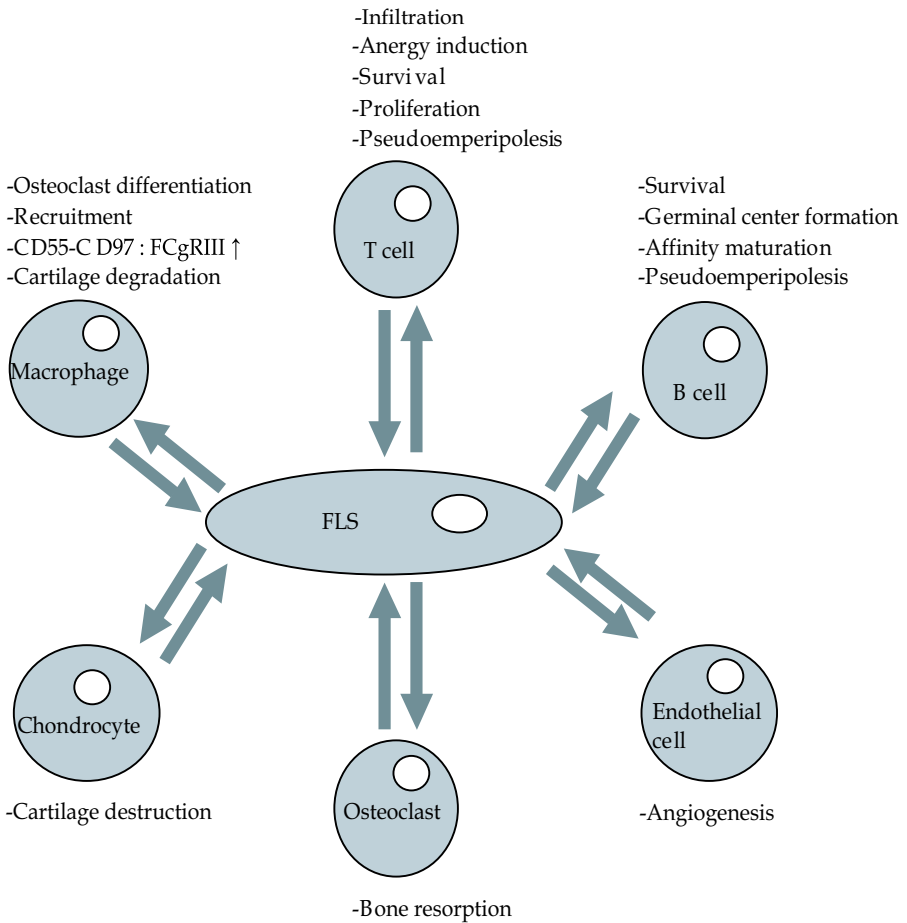 -Infiltration
-Anergy induction
-Survi val
-Proliferation
-Pseudoemperipolesis
T cell
-Osteoclast differentiation
-Recruitment
-CD55-C D97 : FCgRIII ↑
-Cartilage degradation
Macrophage
-Survival
-Germinal center formation
-Affinity maturation
-Pseudoemperipolesis
B cell
FLS
Chondrocyte
-Cartilage destruction
Osteoclast
-Bone resorption
Endothelial
cell
-Angiogenesis